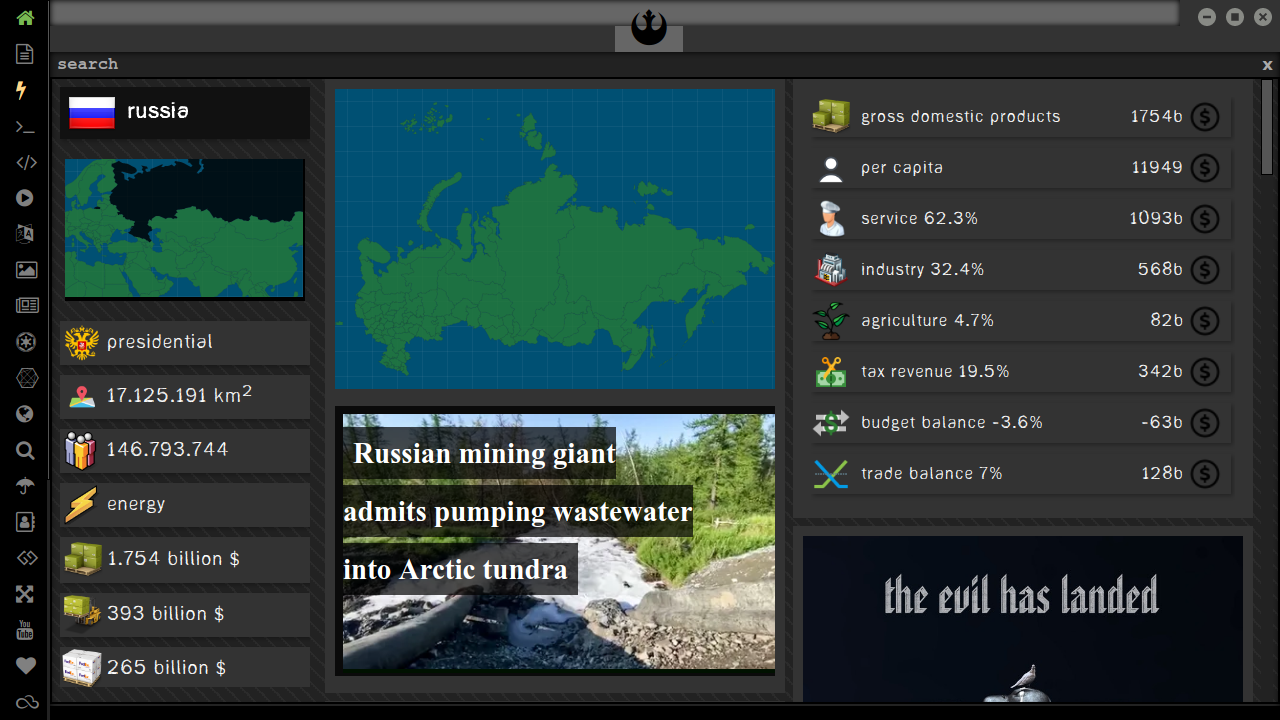 search
x
russia
presidential
17.125.191 km²
146.793.744
energy
1.754 billion $
393 billion $
265 billion $
Russian mining giant
admits pumping wastewater
into Arctic tundra
gross domestic products 1754b $
per capita 11949 $
service 62.3% 1093b $
industry 32.4% 568b $
agriculture 4.7% 82b $
tax revenue 19.5% 342b $
budget balance -3.6% -63b $
trade balance 7% 128b $
the evil has landed
You
Tube
FedEx FedEx